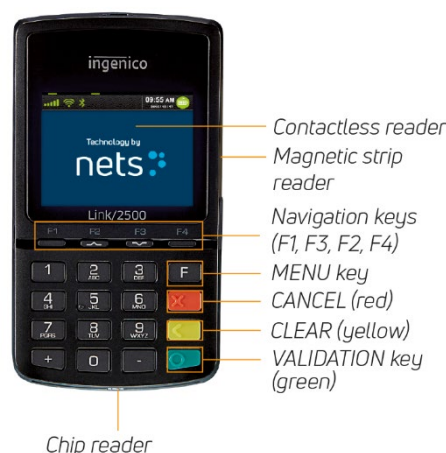 ingenico
09:55 AM
Technology by
nets
Link/2500
F1 F2 F3 F4
1 2 ABC 3 DEF F
4 GHI 5 JKL 6 MNO
7 PQRS 8 TUV 9 WXYZ
+ 0 -
Contactless reader
Magnetic strip
reader
Navigation keys
(F1, F3, F2, F4)
MENU key
CANCEL (red)
CLEAR (yellow)
VALIDATION key
(green)
Chip reader